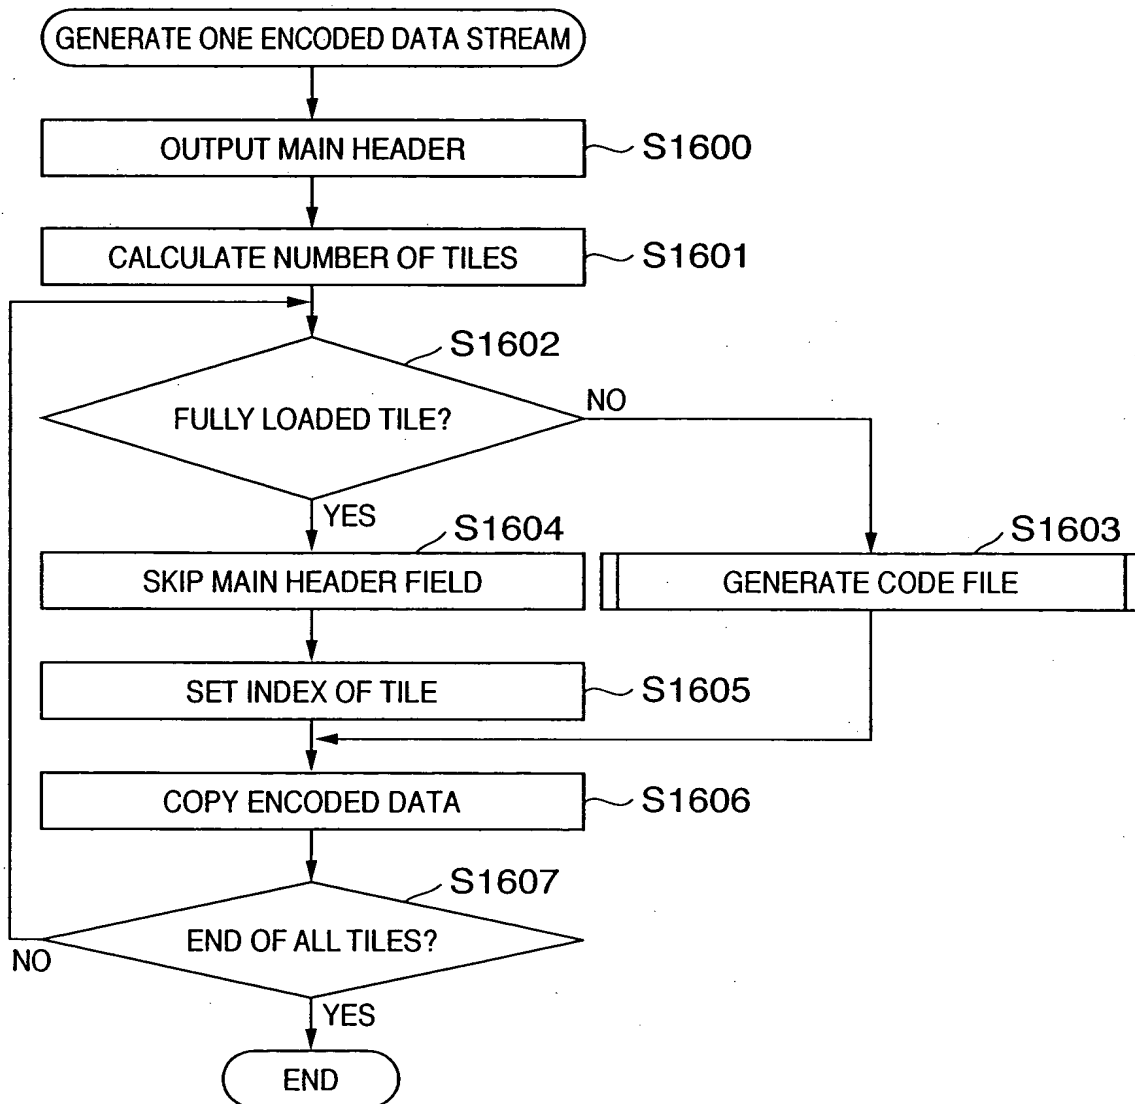 GENERATE ONE ENCODED DATA STREAM
OUTPUT MAIN HEADER
S1600
CALCULATE NUMBER OF TILES
S1601
S1602
FULLY LOADED TILE?
NO
YES
S1604
S1603
SKIP MAIN HEADER FIELD
GENERATE CODE FILE
SET INDEX OF TILE
S1605
COPY ENCODED DATA
S1606
S1607
END OF ALL TILES?
NO
YES
END